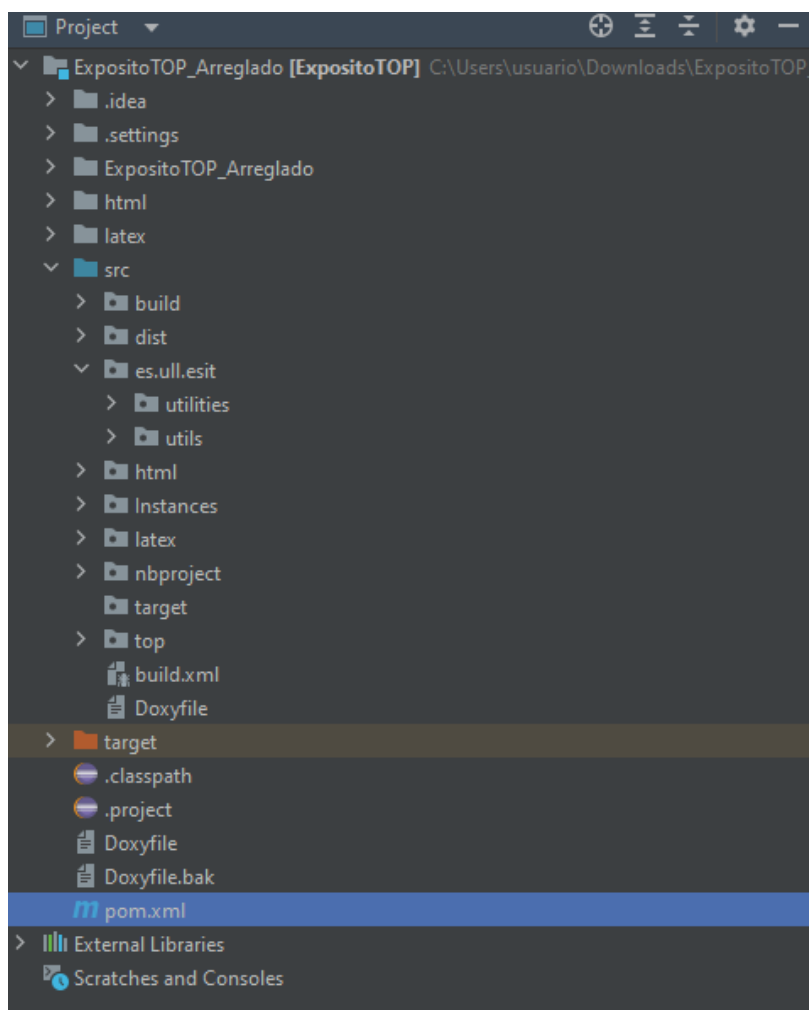 Project
ExpositoTOP_Arreglado [ExpositoTOP] C:\Users\usuario\Downloads\ExpositoTOP_
.idea
.settings
ExpositoTOP_Arreglado
html
latex
src
build
dist
es.ull.esit
utilities
utils
html
Instances
latex
nbproject
target
top
build.xml
Doxyfile
target
.classpath
.project
Doxyfile
Doxyfile.bak
pom.xml
External Libraries
Scratches and Consoles